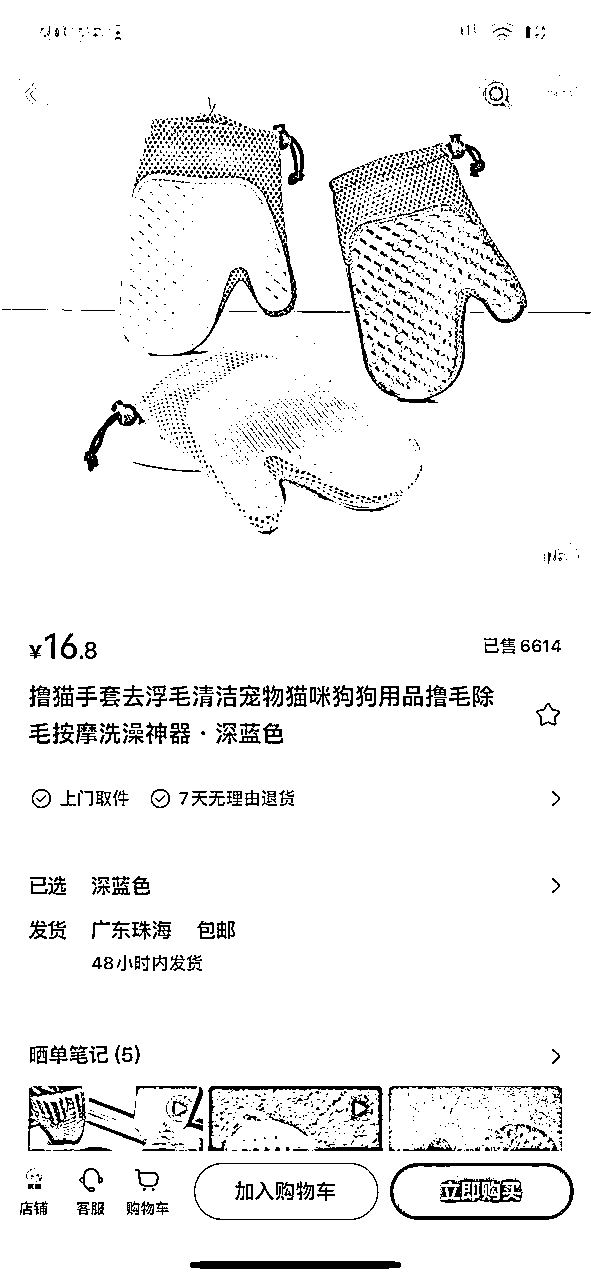 ¥16.8
已售 6614
撸猫手套去浮毛清洁宠物猫咪狗狗用品撸毛除
毛按摩洗澡神器·深蓝色
上门取件 7天无理由退货
已选 深蓝色
发货 广东珠海 包邮
48小时内发货
晒单笔记 (5)
店铺 客服 购物车 加入购物车 立即购买